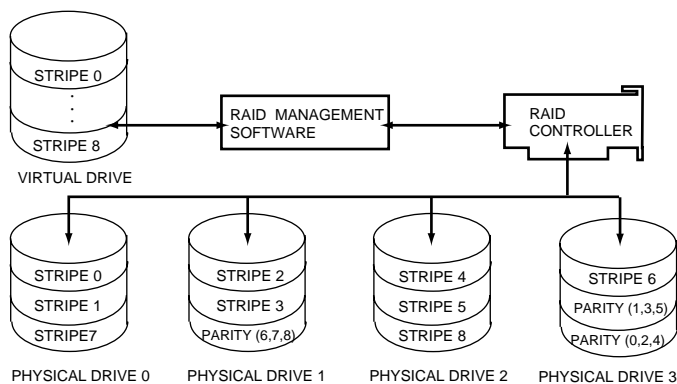 STRIPE 0
STRIPE 8
VIRTUAL DRIVE
RAID MANAGEMENT
SOFTWARE
RAID
CONTROLLER
STRIPE 0
STRIPE 1
STRIPE7
PHYSICAL DRIVE 0
STRIPE 2
STRIPE 3
PARITY (6,7,8)
PHYSICAL DRIVE 1
STRIPE 4
STRIPE 5
STRIPE 8
PHYSICAL DRIVE 2
STRIPE 6
PARITY (1,3,5)
PARITY (0,2,4)
PHYSICAL DRIVE 3